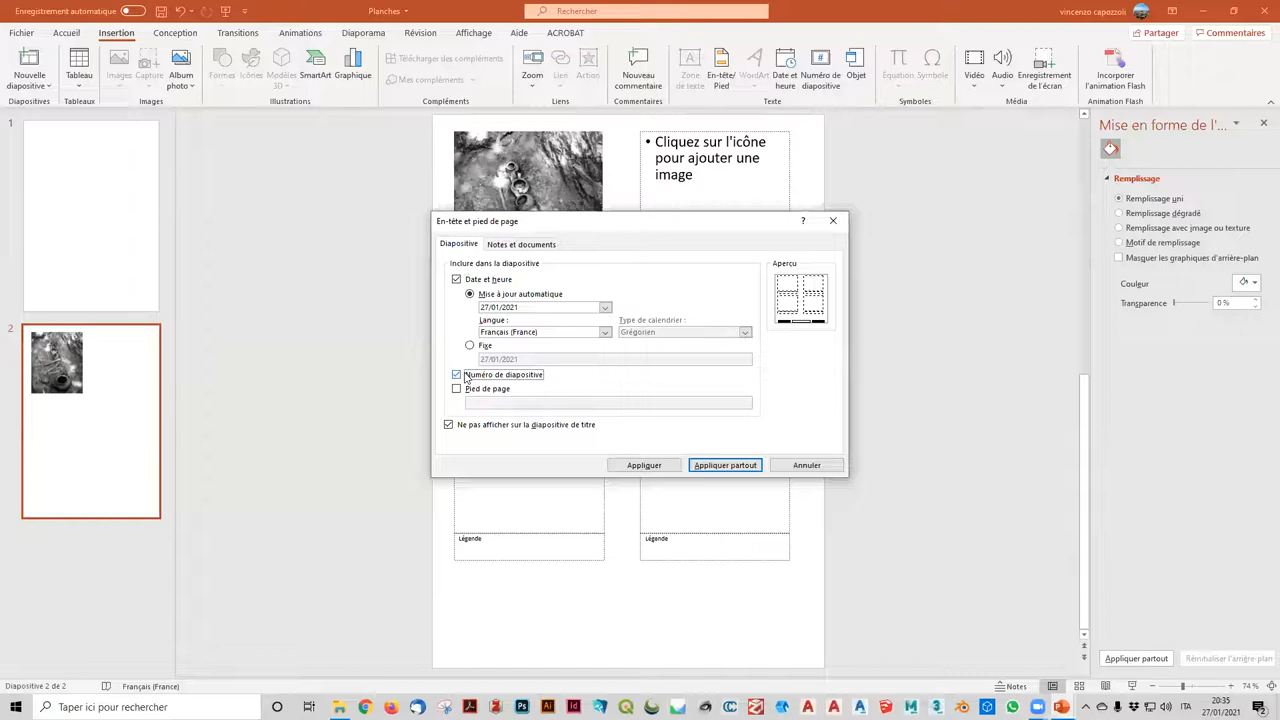 Enregistrement automatique
Planches
Rechercher
vincenzo capozzoli
Fichier Accueil Insertion Conception Transitions Animations Diaporama Révision Affichage Aide ACROBAT
Partager Commentaires
Nouvelle diapositive
Tableau
Images
Capture
Album photo
Formes
Icônes
Modèles 3D
SmartArt
Graphique
Télécharger des compléments
Mes compléments
Zoom
Lien
Action
Nouveau commentaire
Zone de texte
En-tête/ Pied
WordArt
Date et heure
Numéro de diapositive
Objet
Équation
Symbole
Vidéo
Audio
Enregistrement de l'écran
Incorporer l'animation Flash
Diapositives Tableaux Images Illustrations Compléments Liens Commentaires Texte Symboles Média Animation Flash
1
2
• Cliquez sur l'icône
pour ajouter une
image
En-tête et pied de page
Diapositive Notes et documents
Inclure dans la diapositive
Aperçu
Date et heure
Mise à jour automatique
27/01/2021
Langue : Type de calendrier :
Français (France) Grégorien
Fixe
27/01/2021
Numéro de diapositive
Pied de page
Ne pas afficher sur la diapositive de titre
Appliquer Appliquer partout Annuler
Légende Légende
Mise en forme de l'...
Remplissage
Remplissage uni
Remplissage dégradé
Remplissage avec image ou texture
Motif de remplissage
Masquer les graphiques d'arrière-plan
Couleur
Transparence 0 %
Appliquer partout Réinitialiser l'arrière-plan
Diapositive 2 de 2 Français (France) Notes 74 %
Taper ici pour rechercher
ITA
20:35
27/01/2021